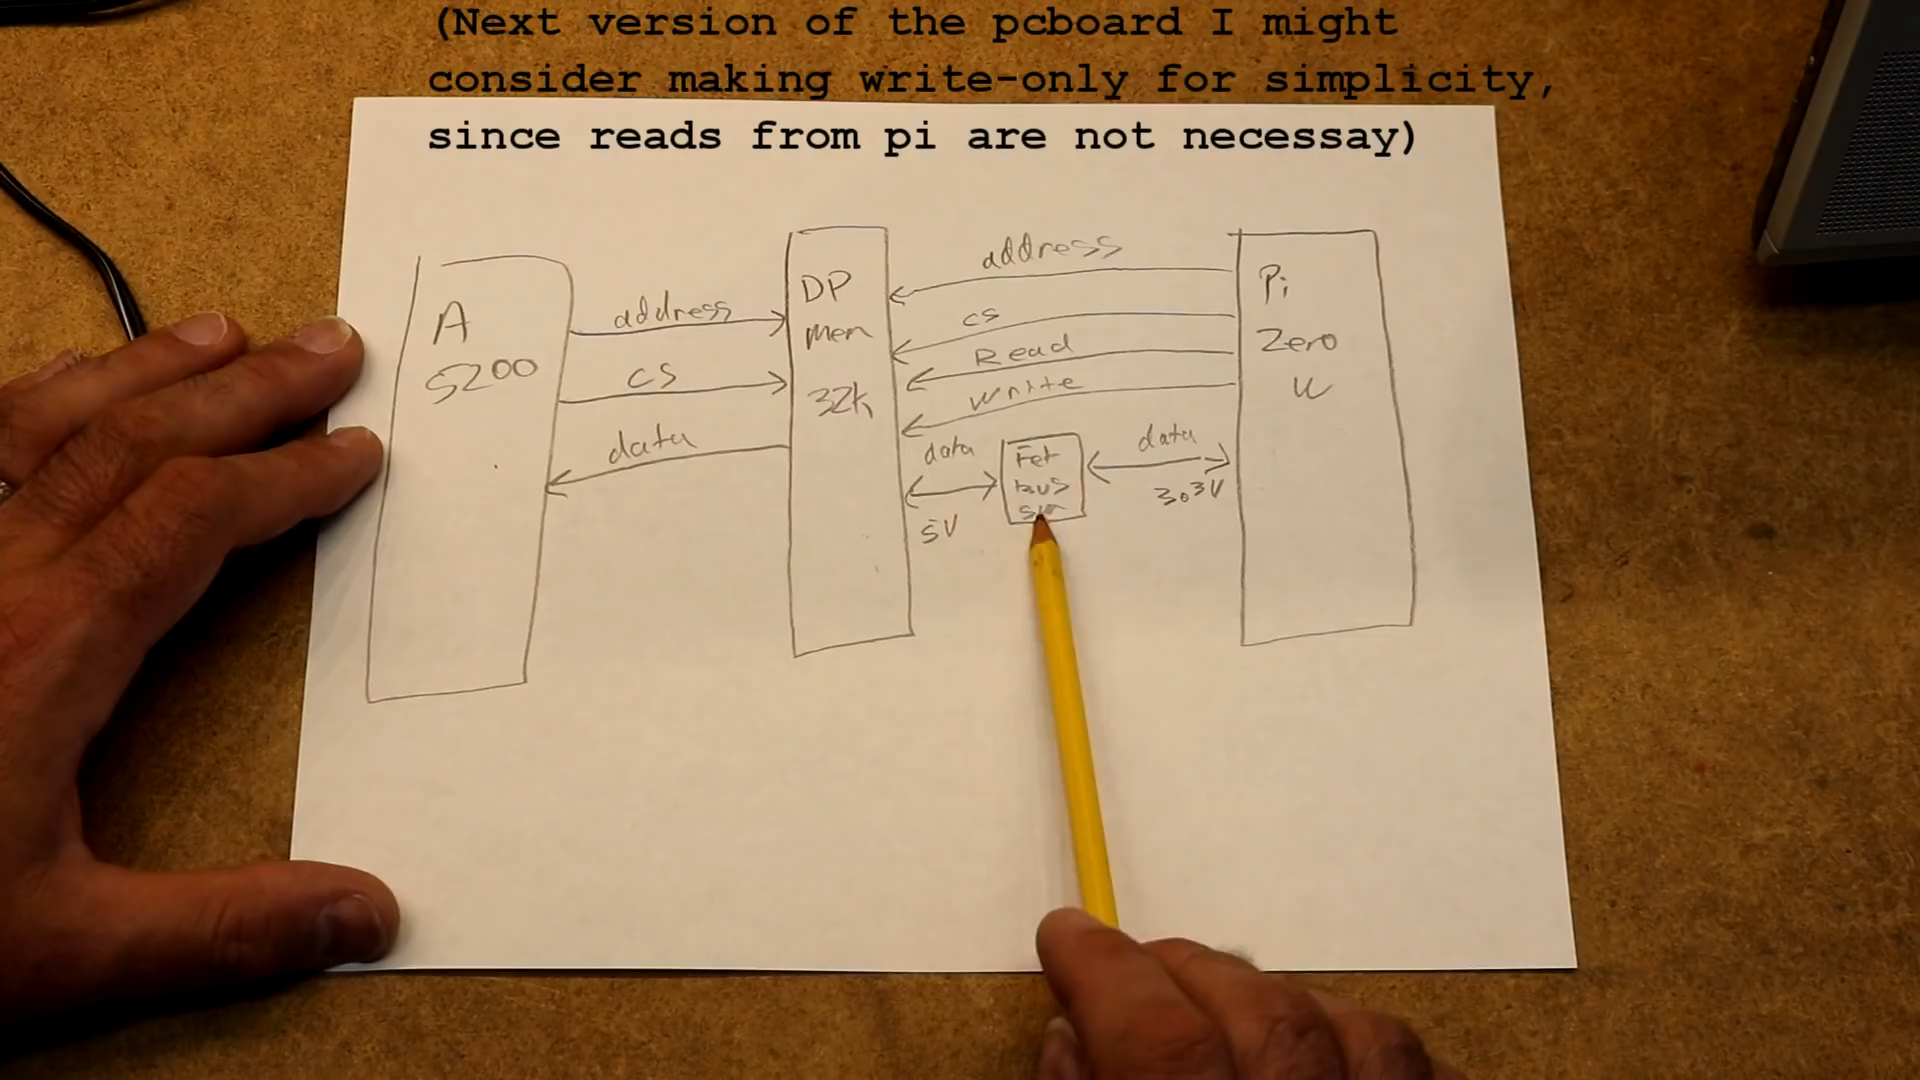 (Next version of the pcboard I might
consider making write-only for simplicity,
since reads from pi are not necessay)
A
5200
address
cs
data
DP
mem
32k
address
cs
Read
write
data
5V
Fet
bus
data
3.3V
Pi
Zero
W